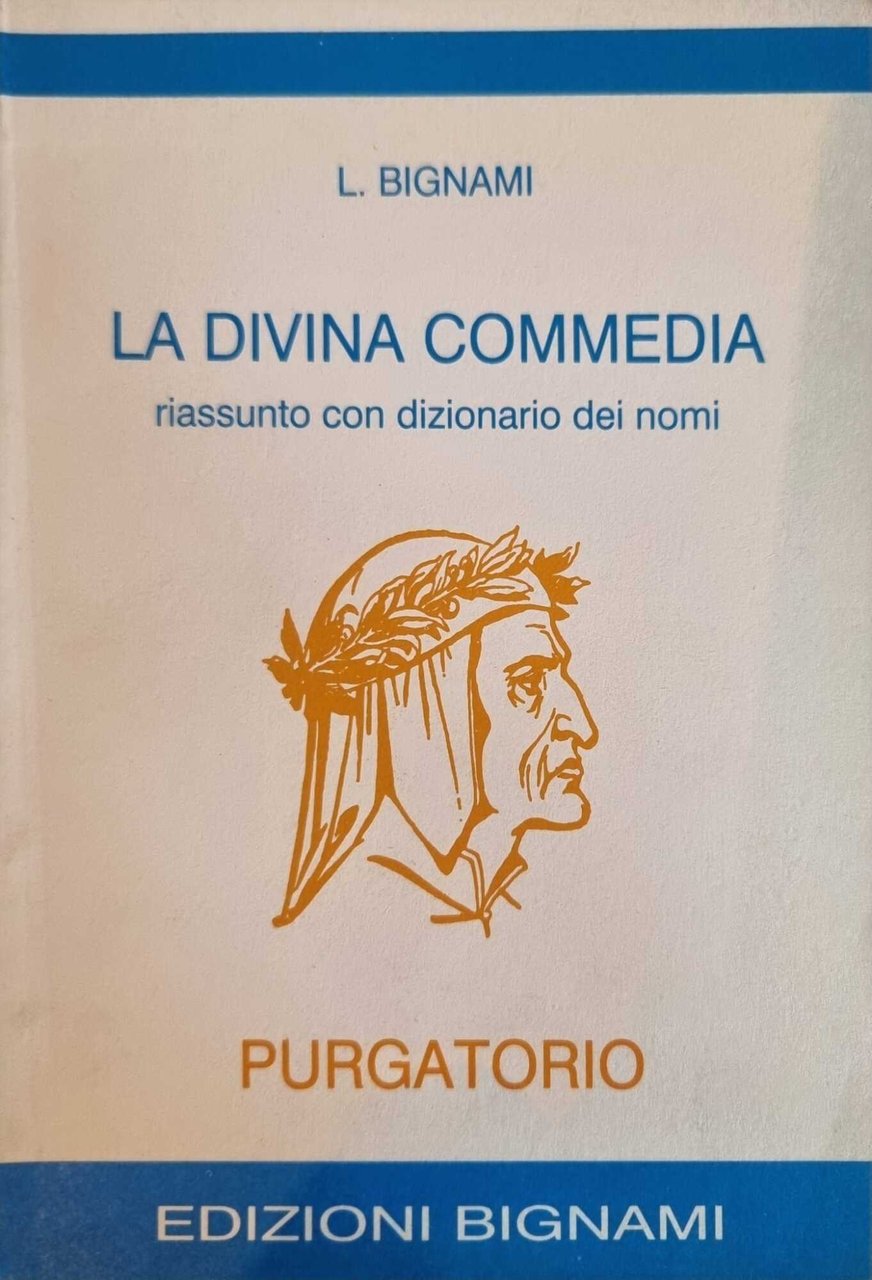 L. BIGNAMI
LA DIVINA COMMEDIA
riassunto con dizionario dei nomi
PURGATORIO
EDIZIONI BIGNAMI